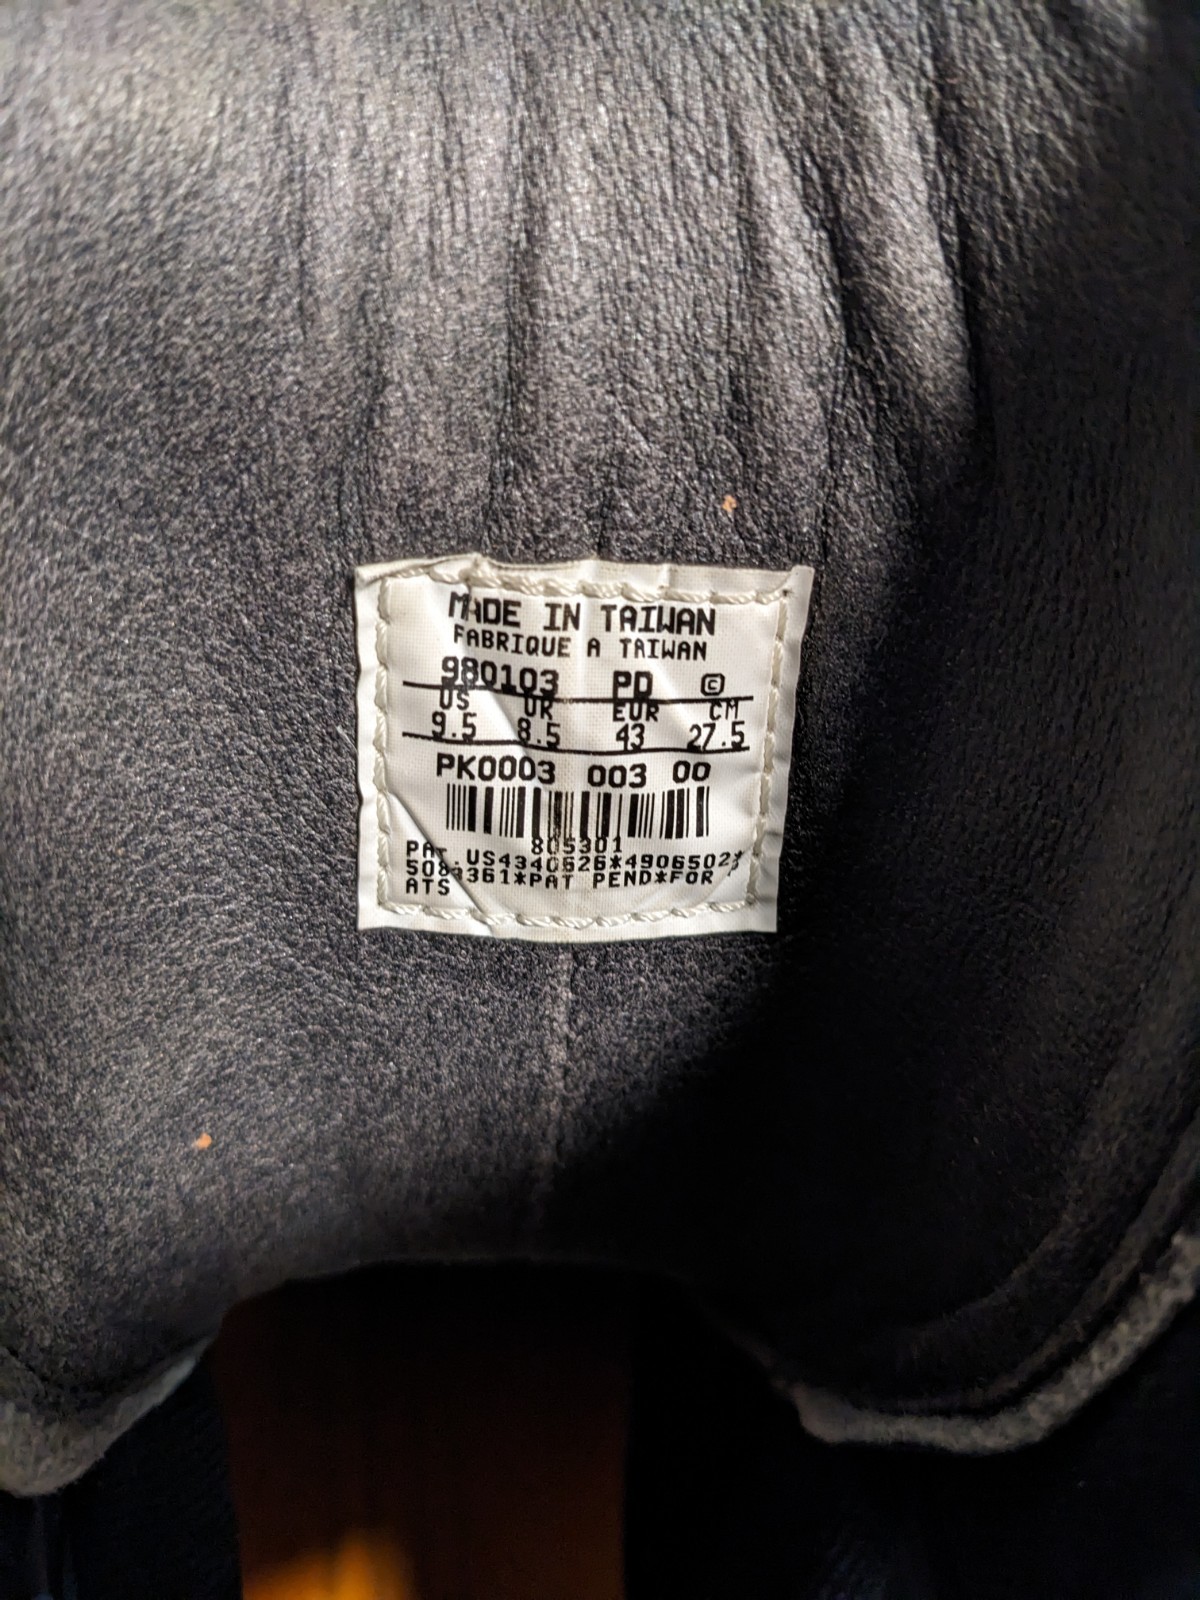 MADE IN TAIWAN
FABRIQUE A TAIWAN
980103 PD ©
US UK EUR CM
9.5 8.5 43 27.5
PK0003 003 00
805301
PAT.US4340626*4906502*
5083361*PAT PEND*FOR
ATS